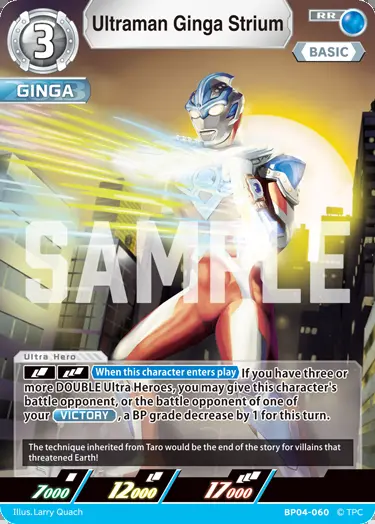 3
Ultraman Ginga Strium
RR
BASIC
GINGA
SAMPLE
Ultra Hero
When this character enters play If you have three or
more DOUBLE Ultra Heroes, you may give this character's
battle opponent, or the battle opponent of one of
your VICTORY, a BP grade decrease by 1 for this turn.
The technique inherited from Taro would be the end of the story for villains that
threatened Earth!
7000 12000 17000
Illus.Larry Quach BP04-060 © TPC